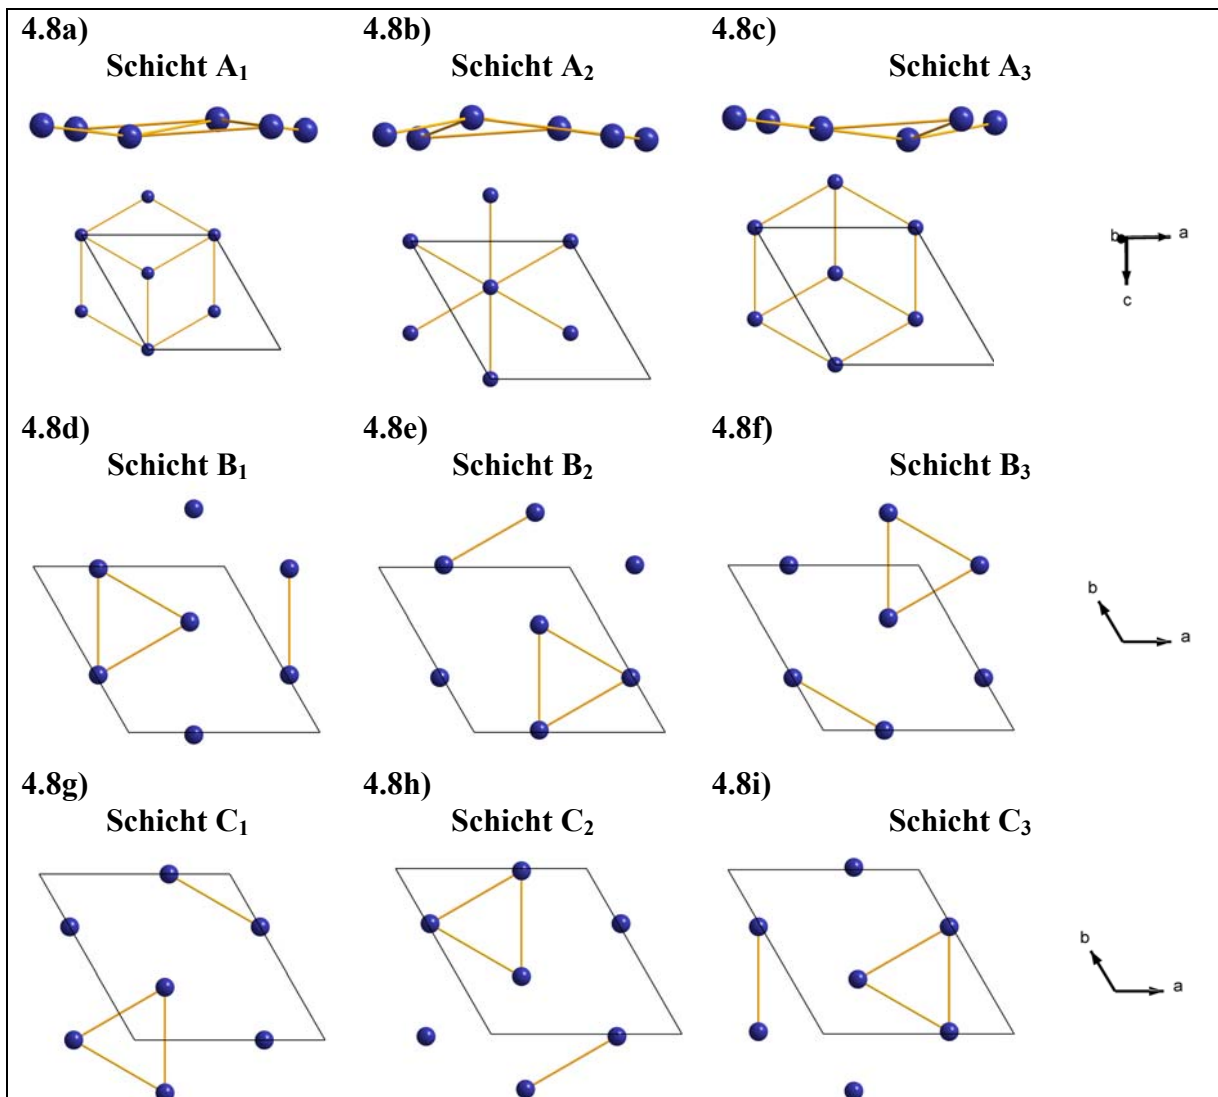 4.8a) 4.8b) 4.8c)
Schicht A₁ Schicht A₂ Schicht A₃
b a
c
4.8d) 4.8e) 4.8f)
Schicht B₁ Schicht B₂ Schicht B₃
b
a
4.8g) 4.8h) 4.8i)
Schicht C₁ Schicht C₂ Schicht C₃
b
a